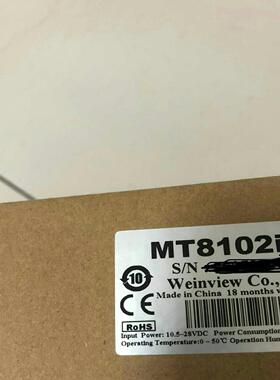 MT8102i
S/N
Weinview Co.,
Made in China 18 months
10
CE
RoHS
Input Power: 10.5~28VDC Power Consumption
Operating Temperature:0~50℃ Operation Hum